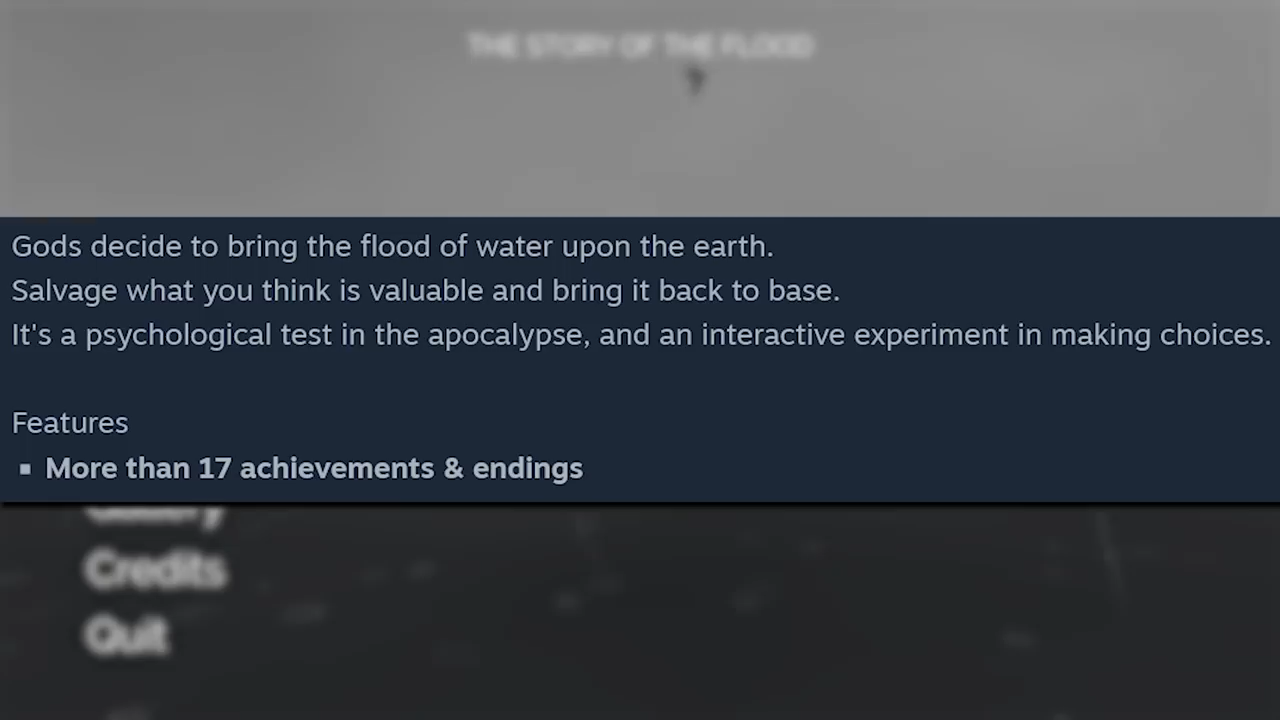 THE STORY OF THE FLOOD
Gods decide to bring the flood of water upon the earth.
Salvage what you think is valuable and bring it back to base.
It's a psychological test in the apocalypse, and an interactive experiment in making choices.
Features
▪ More than 17 achievements & endings
Gallery
Credits
Quit